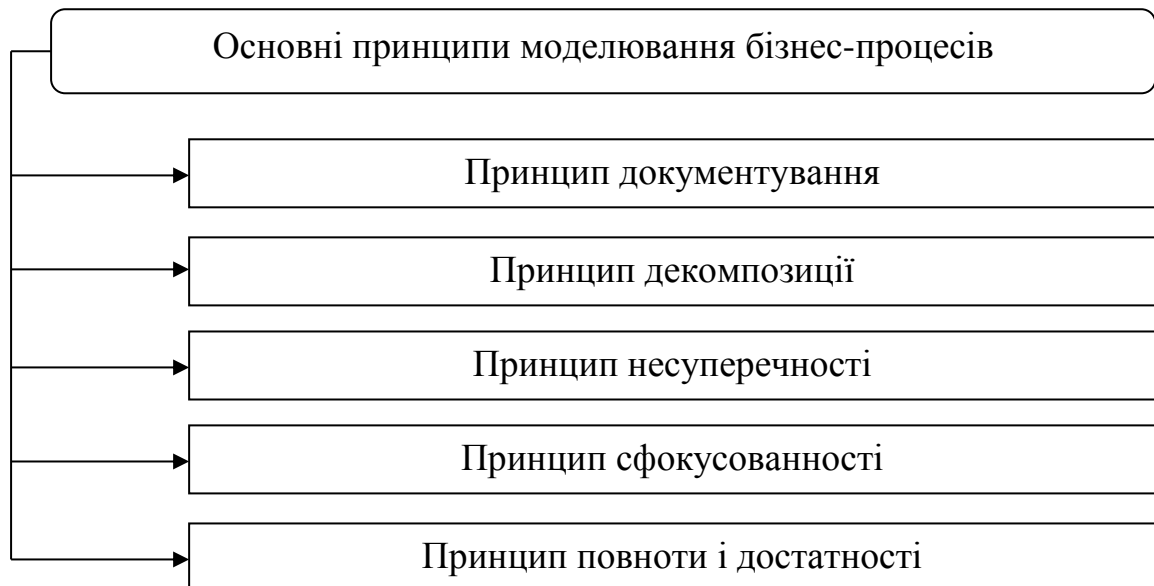 Основні принципи моделювання бізнес-процесів
Принцип документування
Принцип декомпозиції
Принцип несуперечності
Принцип сфокусованності
Принцип повноти і достатності